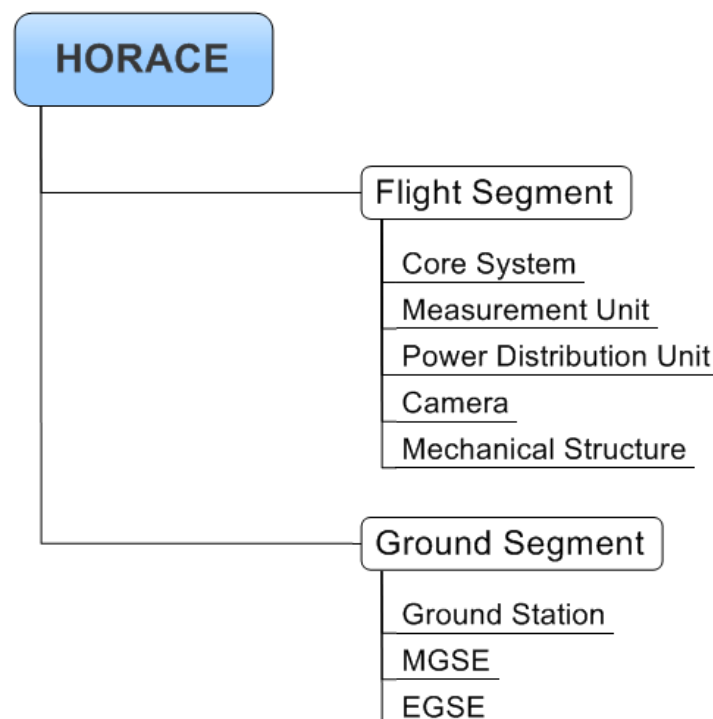 HORACE
Flight Segment
Core System
Measurement Unit
Power Distribution Unit
Camera
Mechanical Structure
Ground Segment
Ground Station
MGSE
EGSE